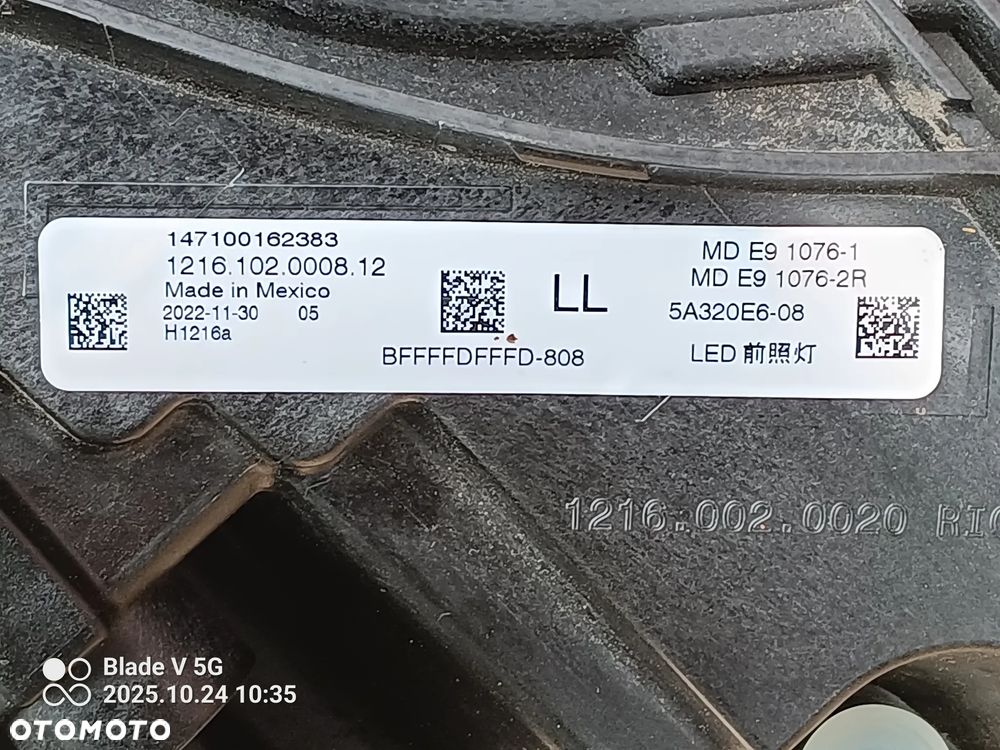 147100162383
1216.102.0008.12
Made in Mexico
2022-11-30 05
H1216a
BFFFFDFFFD-808
LL
MD E9 1076-1
MD E9 1076-2R
5A320E6-08
LED 前照灯
1216.002.0020
Blade V 5G
2025.10.24 10:35
OTOMOTO